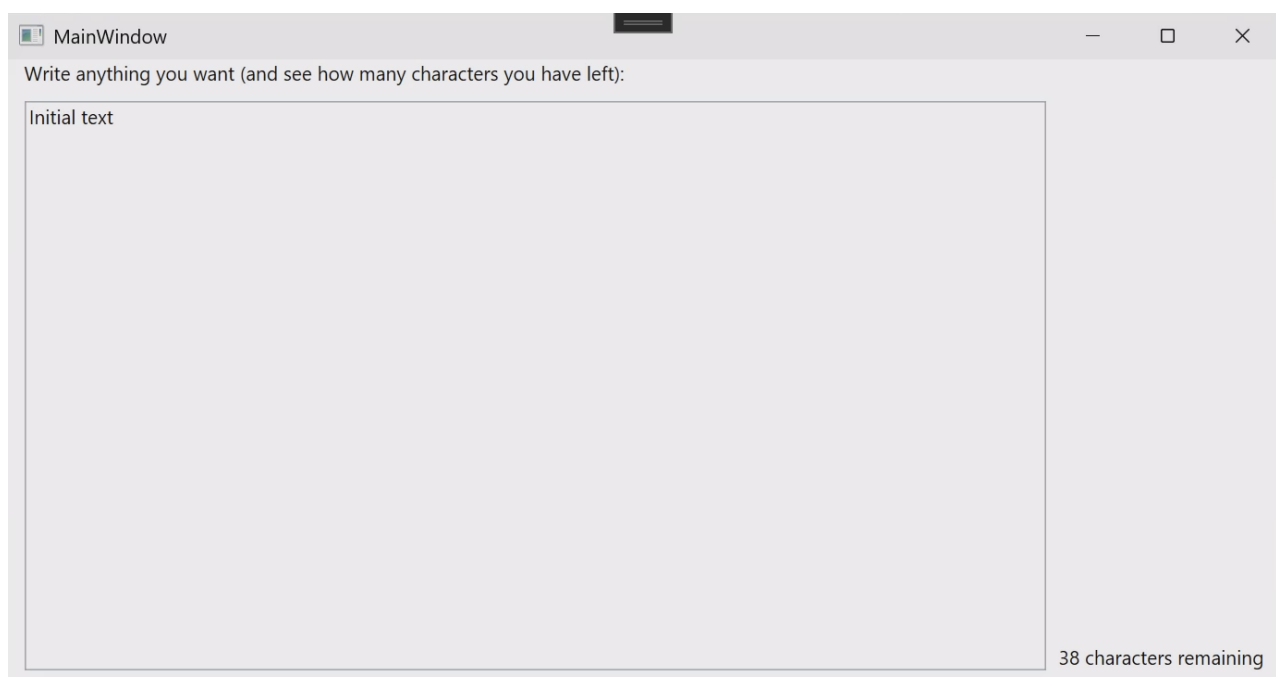 MainWindow
Write anything you want (and see how many characters you have left):
Initial text
38 characters remaining